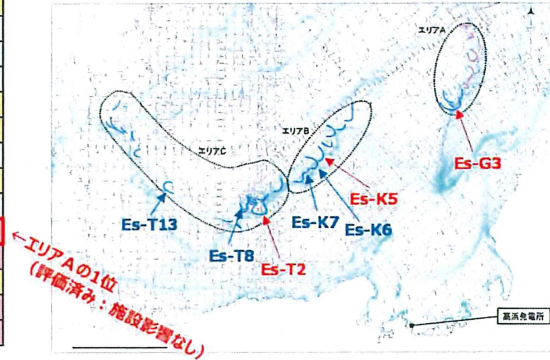 エリアA
エリアB
エリアC
Es-G3
Es-K5
Es-K7
Es-K6
Es-T13
Es-T8
Es-T2
←エリアAの1位
(評価済み:施設影響なし)
高浜発電所